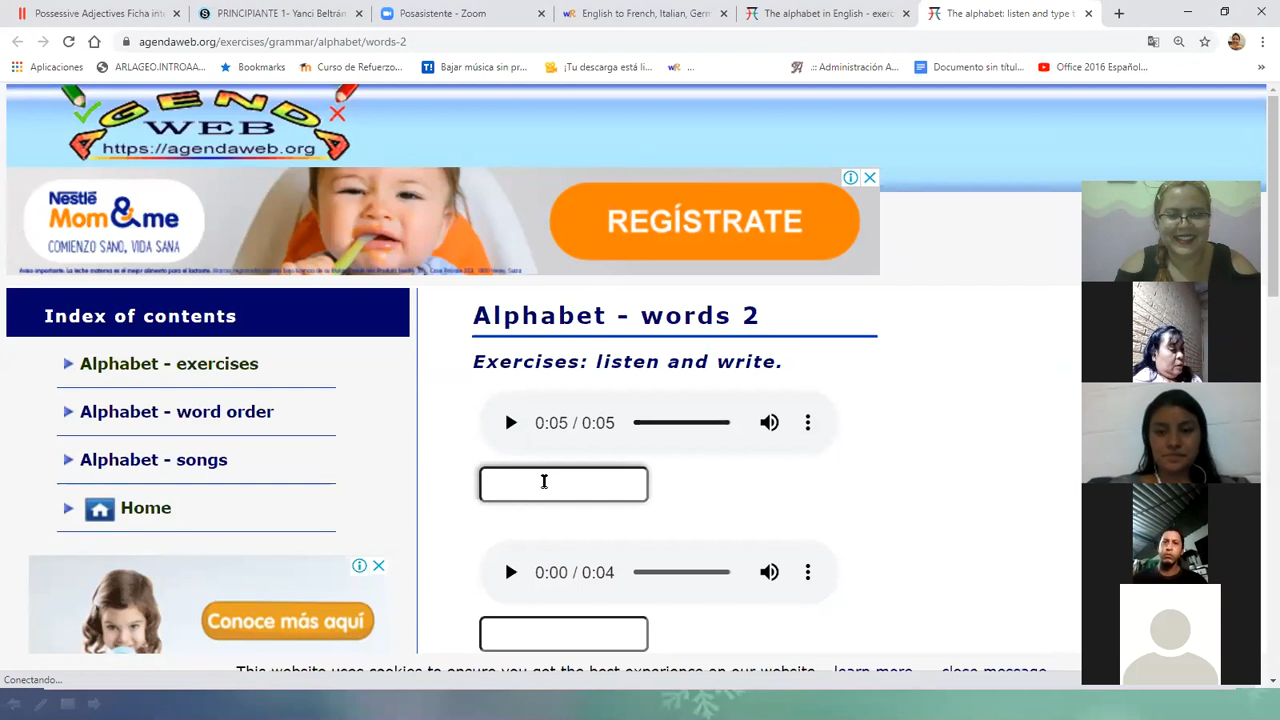 Possessive Adjectives Ficha int
PRINCIPIANTE 1- Yanci Beltrán
Posasistente - Zoom
English to French, Italian, Germ
The alphabet in English - exerc
The alphabet: listen and type t
agendaweb.org/exercises/grammar/alphabet/words-2
Aplicaciones
ARLAGEO.INTROAA...
Bookmarks
Curso de Refuerzo...
Bajar música sin pr...
¡Tu descarga está li...
...
.:: Administración A...
Documento sin títul...
Office 2016 Español...
»
AGENDA
WEB
https://agendaweb.org
Nestlé
Mom&me
COMIENZO SANO, VIDA SANA
REGÍSTRATE
Index of contents
Alphabet - exercises
Alphabet - word order
Alphabet - songs
Home
Conoce más aquí
Alphabet - words 2
Exercises: listen and write.
0:05 / 0:05
0:00 / 0:04
This website uses cookies to ensure you get the best experience on our website. learn more close message
Conectando...